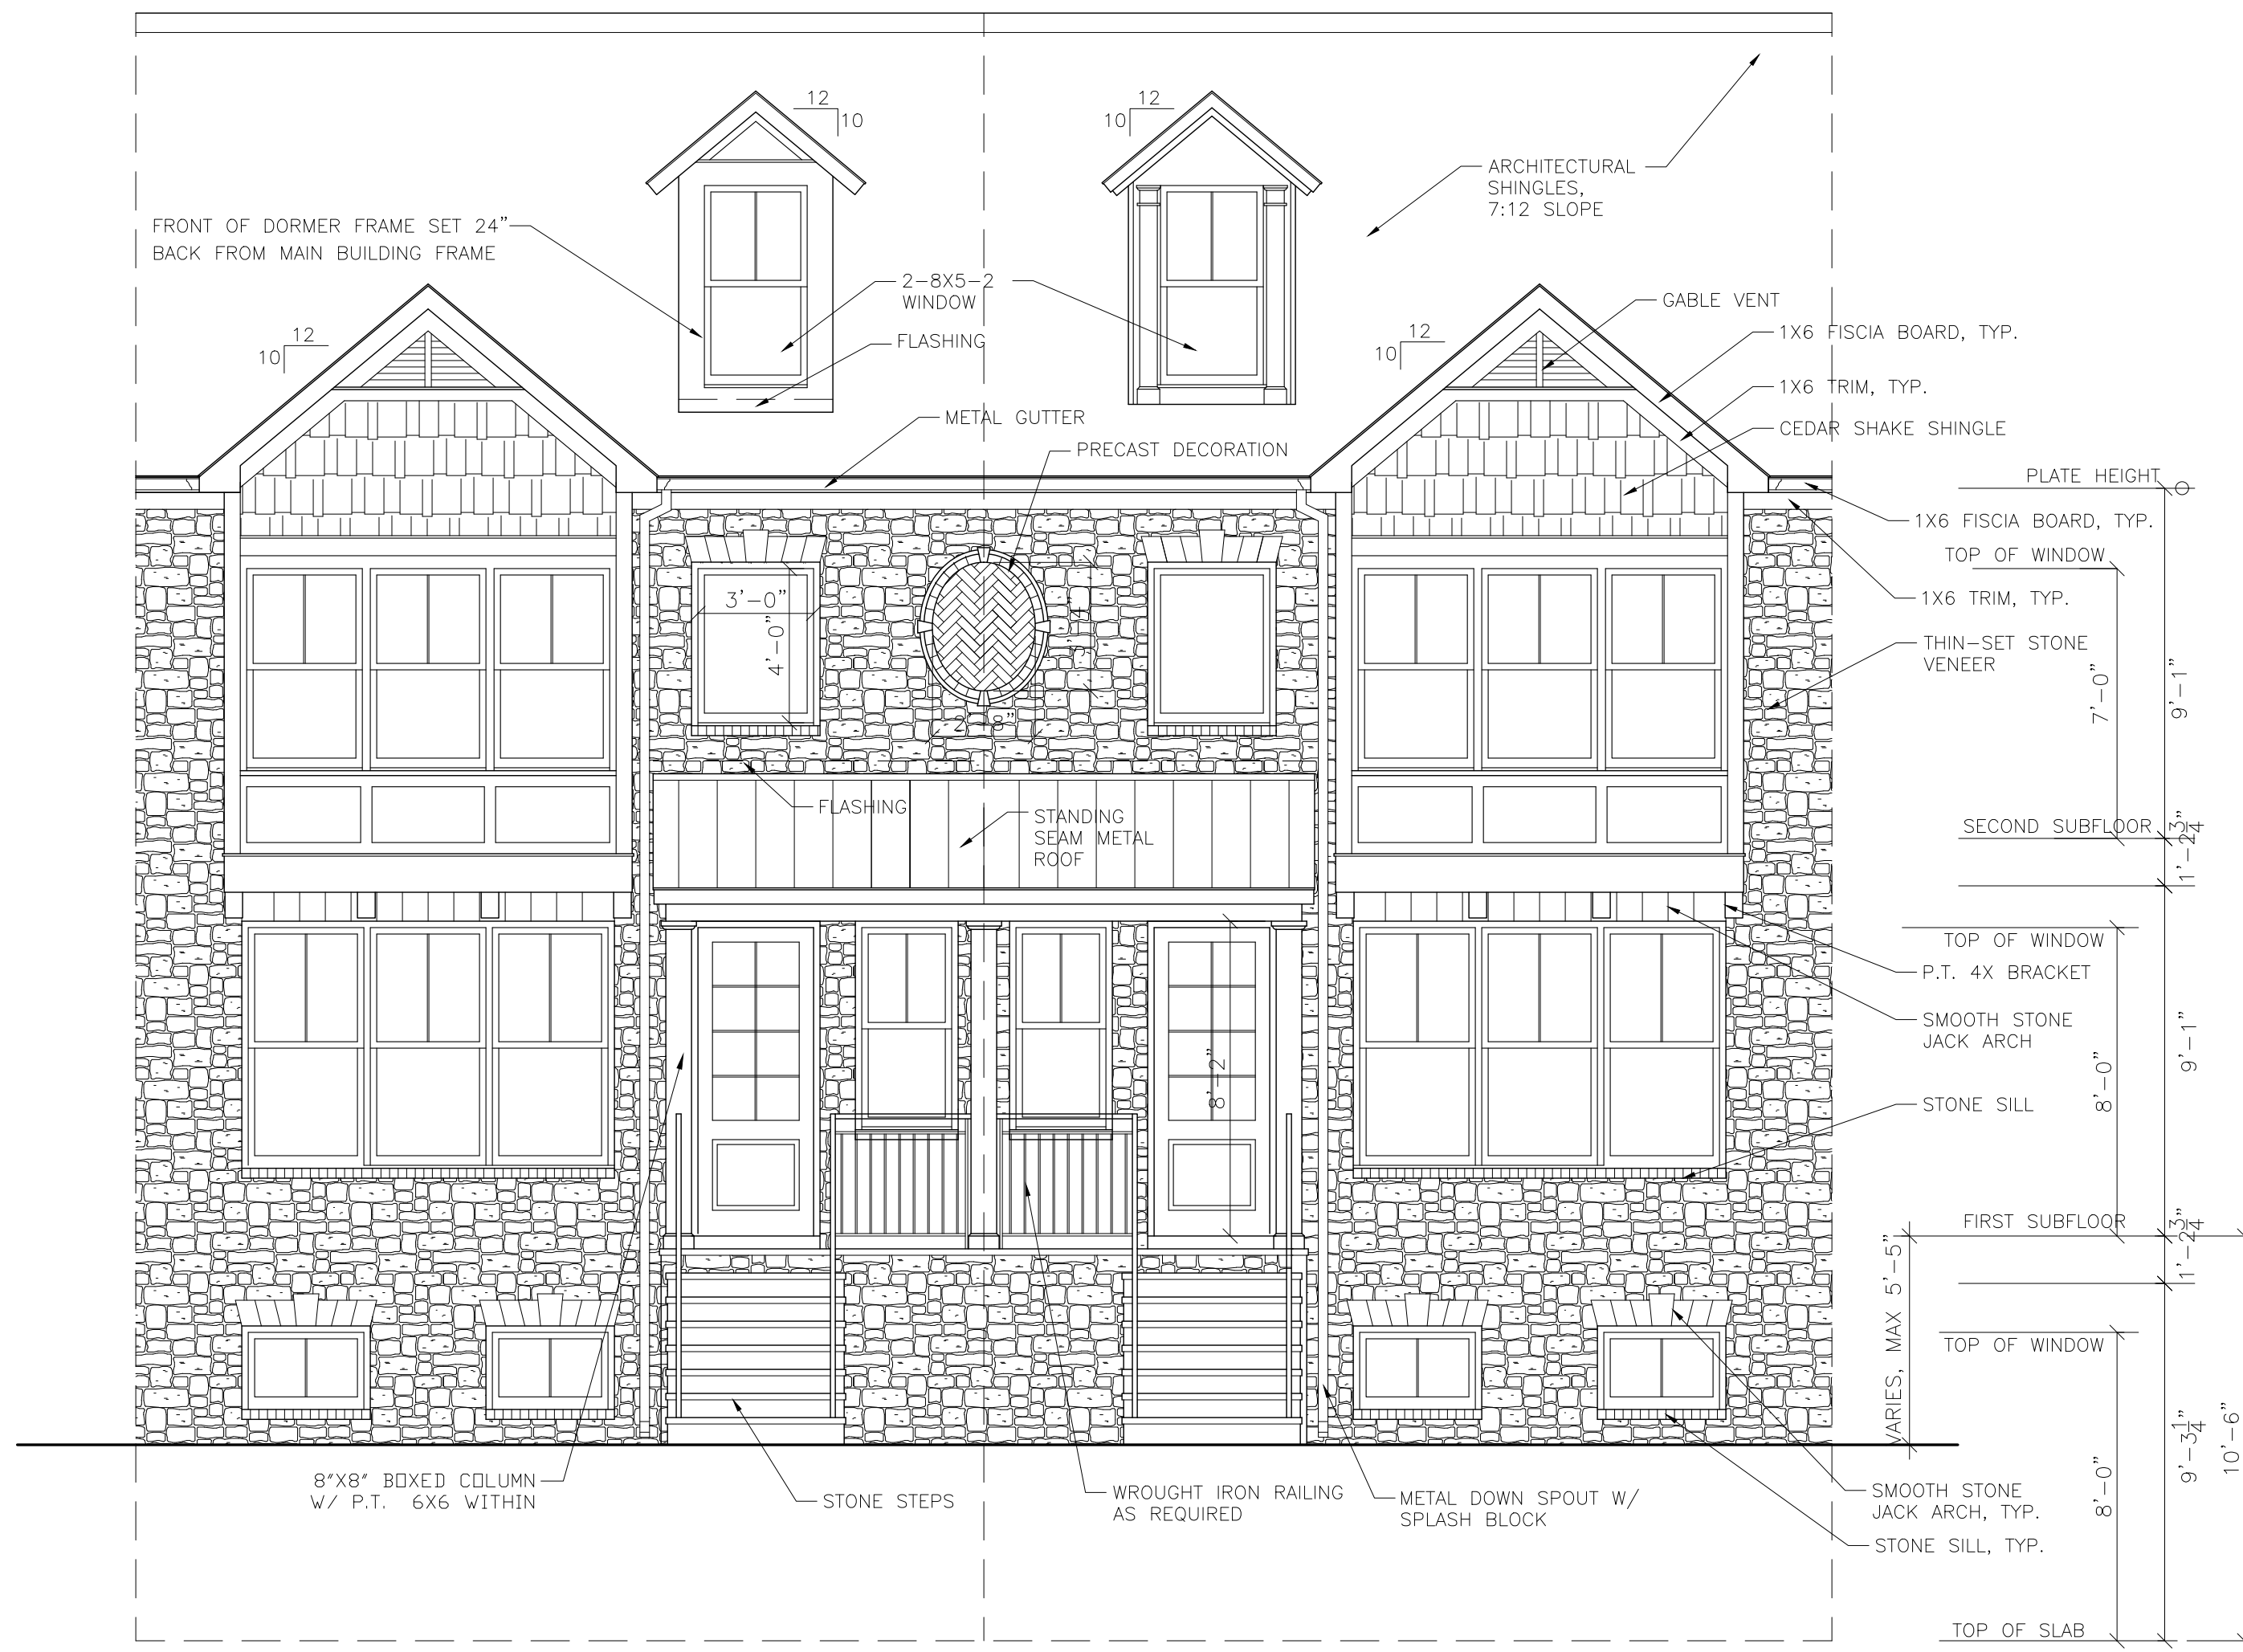 12
10
12
10
ARCHITECTURAL
SHINGLES,
7:12 SLOPE
FRONT OF DORMER FRAME SET 24"
BACK FROM MAIN BUILDING FRAME
2-8X5-2
WINDOW
FLASHING
GABLE VENT
12
10
12
10
1X6 FISCIA BOARD, TYP.
1X6 TRIM, TYP.
METAL GUTTER
CEDAR SHAKE SHINGLE
PRECAST DECORATION
PLATE HEIGHT
1X6 FISCIA BOARD, TYP.
TOP OF WINDOW
3'-0"
4'-0"
2'-8"
1X6 TRIM, TYP.
THIN-SET STONE
VENEER
7'-0"
9'-1"
FLASHING
STANDING
SEAM METAL
ROOF
SECOND SUBFLOOR
1'-2 3/4"
TOP OF WINDOW
P.T. 4X BRACKET
SMOOTH STONE
JACK ARCH
8'-2"
8'-0"
9'-1"
STONE SILL
FIRST SUBFLOOR
1'-2 3/4"
VARIES, MAX 5'-5"
TOP OF WINDOW
8"X8" BOXED COLUMN
W/ P.T. 6X6 WITHIN
STONE STEPS
WROUGHT IRON RAILING
AS REQUIRED
METAL DOWN SPOUT W/
SPLASH BLOCK
SMOOTH STONE
JACK ARCH, TYP.
STONE SILL, TYP.
8'-0"
9'-3 1/4"
10'-6"
TOP OF SLAB